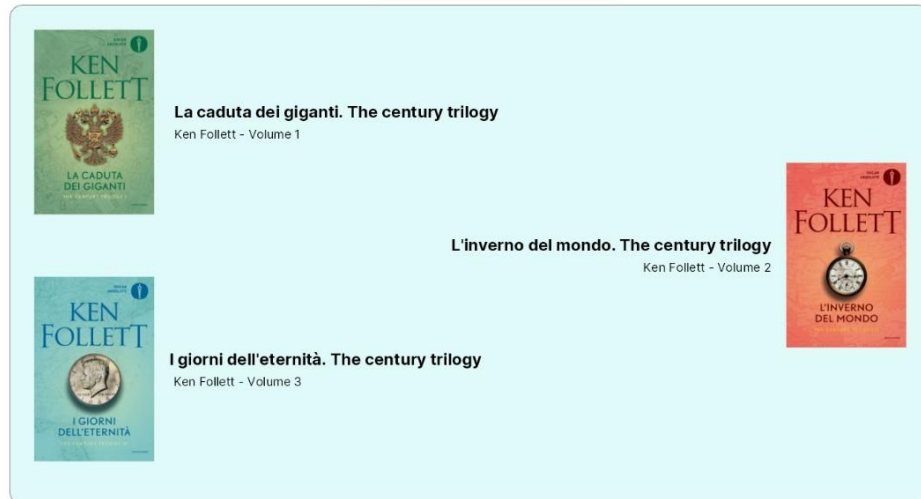 KEN
FOLLETT
LA CADUTA
DEI GIGANTI
La caduta dei giganti. The century trilogy
Ken Follett - Volume 1
L'inverno del mondo. The century trilogy
Ken Follett - Volume 2
KEN
FOLLETT
L'INVERNO
DEL MONDO
KEN
FOLLETT
I GIORNI
DELL'ETERNITÀ
I giorni dell'eternità. The century trilogy
Ken Follett - Volume 3